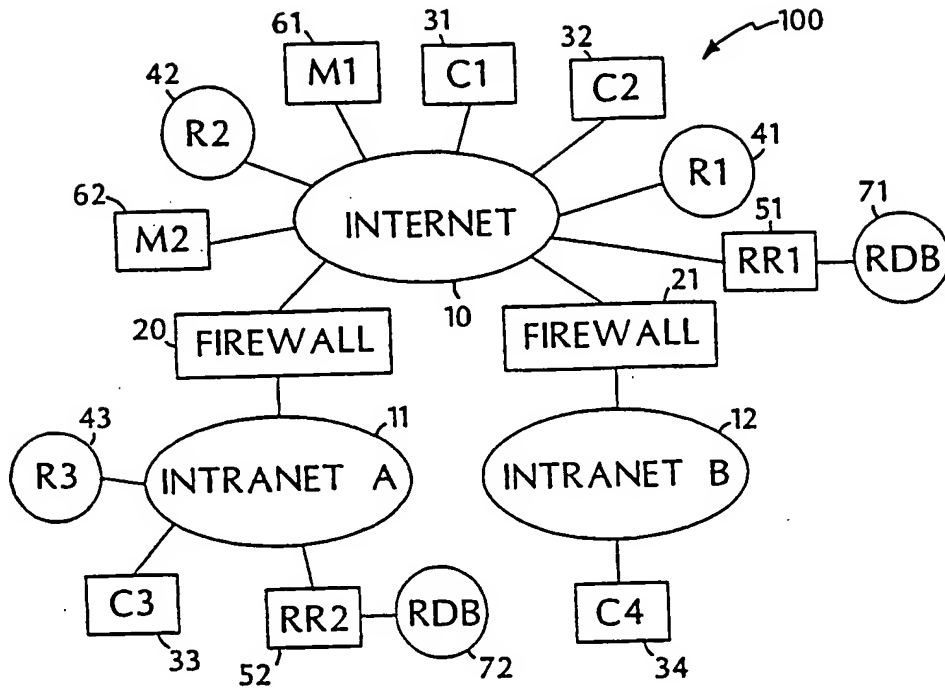 61
31
32
100
M1
C1
C2
42
R2
41
R1
62
M2
INTERNET
51
RR1
71
RDB
10
20
FIREWALL
21
FIREWALL
43
R3
11
INTRANET A
12
INTRANET B
C3
33
RR2
52
RDB
72
C4
34